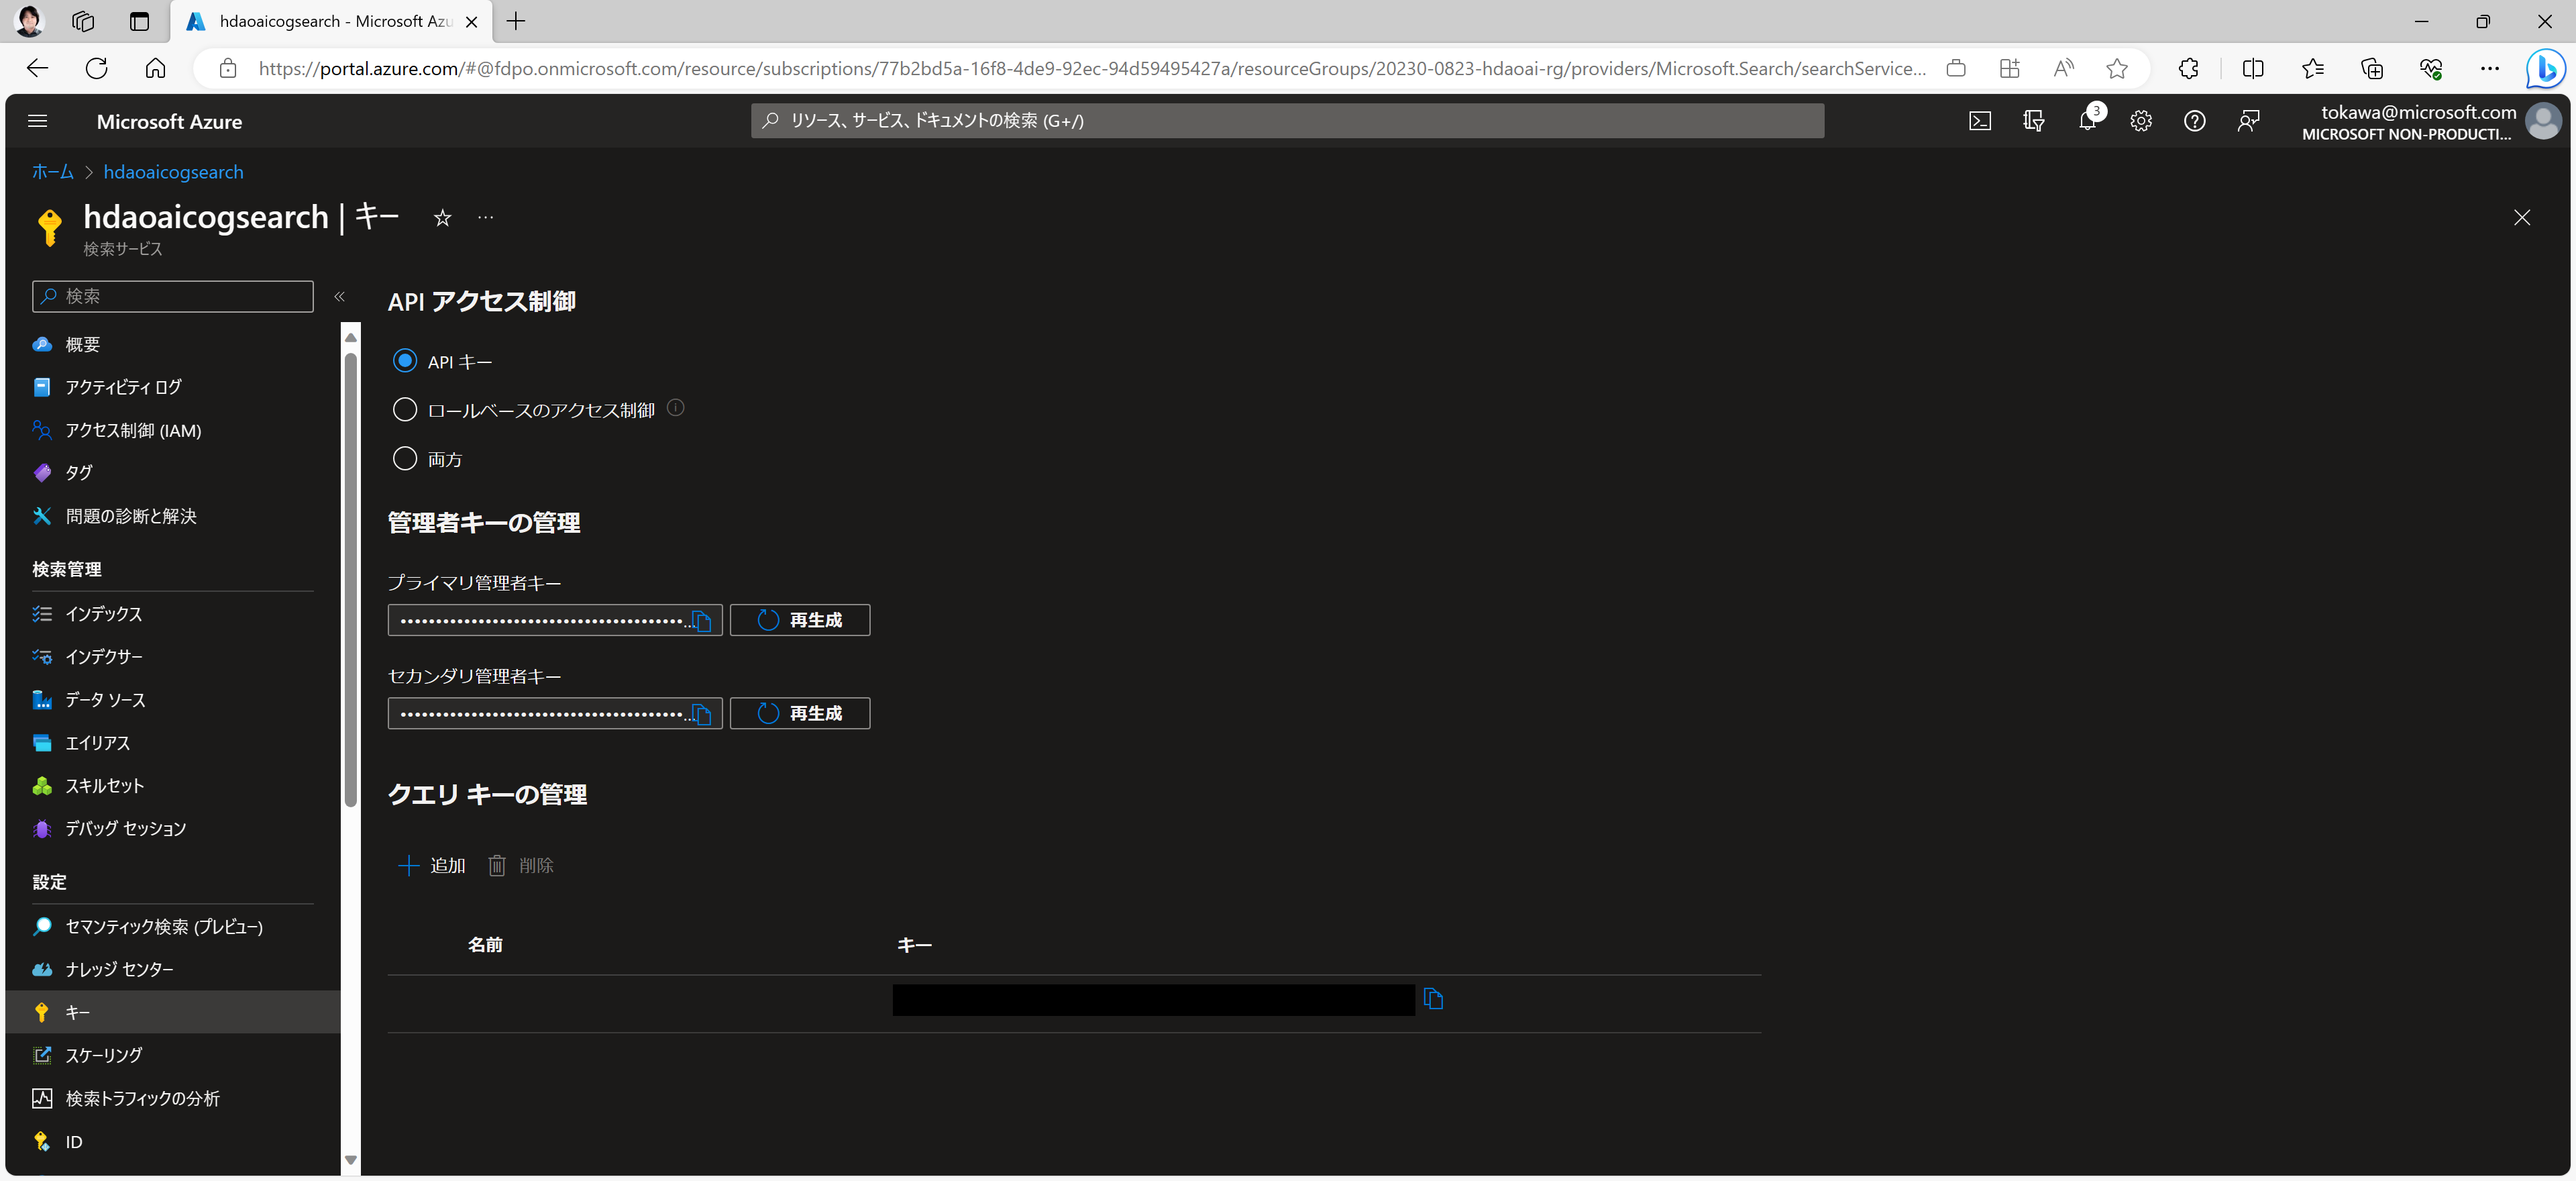 hdaoaicogsearch - Microsoft Azu
https://portal.azure.com/#@fdpo.onmicrosoft.com/resource/subscriptions/77b2bd5a-16f8-4de9-92ec-94d59495427a/resourceGroups/20230-0823-hdaoai-rg/providers/Microsoft.Search/searchService...
Microsoft Azure
リソース、サービス、ドキュメントの検索 (G+/)
3
tokawa@microsoft.com
MICROSOFT NON-PRODUCTI...
ホーム > hdaoaicogsearch
hdaoaicogsearch | キー
検索サービス
検索
概要
アクティビティ ログ
アクセス制御 (IAM)
タグ
問題の診断と解決
検索管理
インデックス
インデクサー
データ ソース
エイリアス
スキルセット
デバッグ セッション
設定
セマンティック検索 (プレビュー)
ナレッジ センター
キー
スケーリング
検索トラフィックの分析
ID
API アクセス制御
API キー
ロールベースのアクセス制御
両方
管理者キーの管理
プライマリ管理者キー
再生成
セカンダリ管理者キー
再生成
クエリ キーの管理
追加 削除
名前 キー